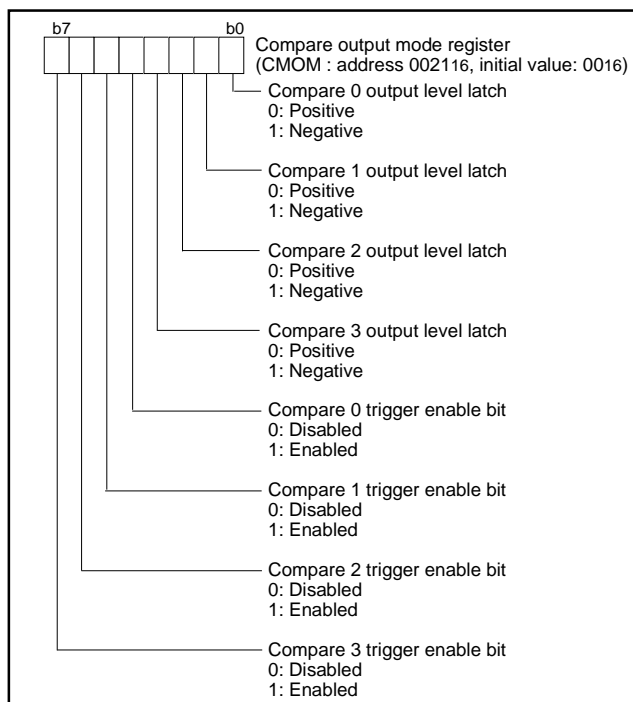 b7 b0
Compare output mode register
(CMOM : address 002116, initial value: 0016)
Compare 0 output level latch
0: Positive
1: Negative
Compare 1 output level latch
0: Positive
1: Negative
Compare 2 output level latch
0: Positive
1: Negative
Compare 3 output level latch
0: Positive
1: Negative
Compare 0 trigger enable bit
0: Disabled
1: Enabled
Compare 1 trigger enable bit
0: Disabled
1: Enabled
Compare 2 trigger enable bit
0: Disabled
1: Enabled
Compare 3 trigger enable bit
0: Disabled
1: Enabled